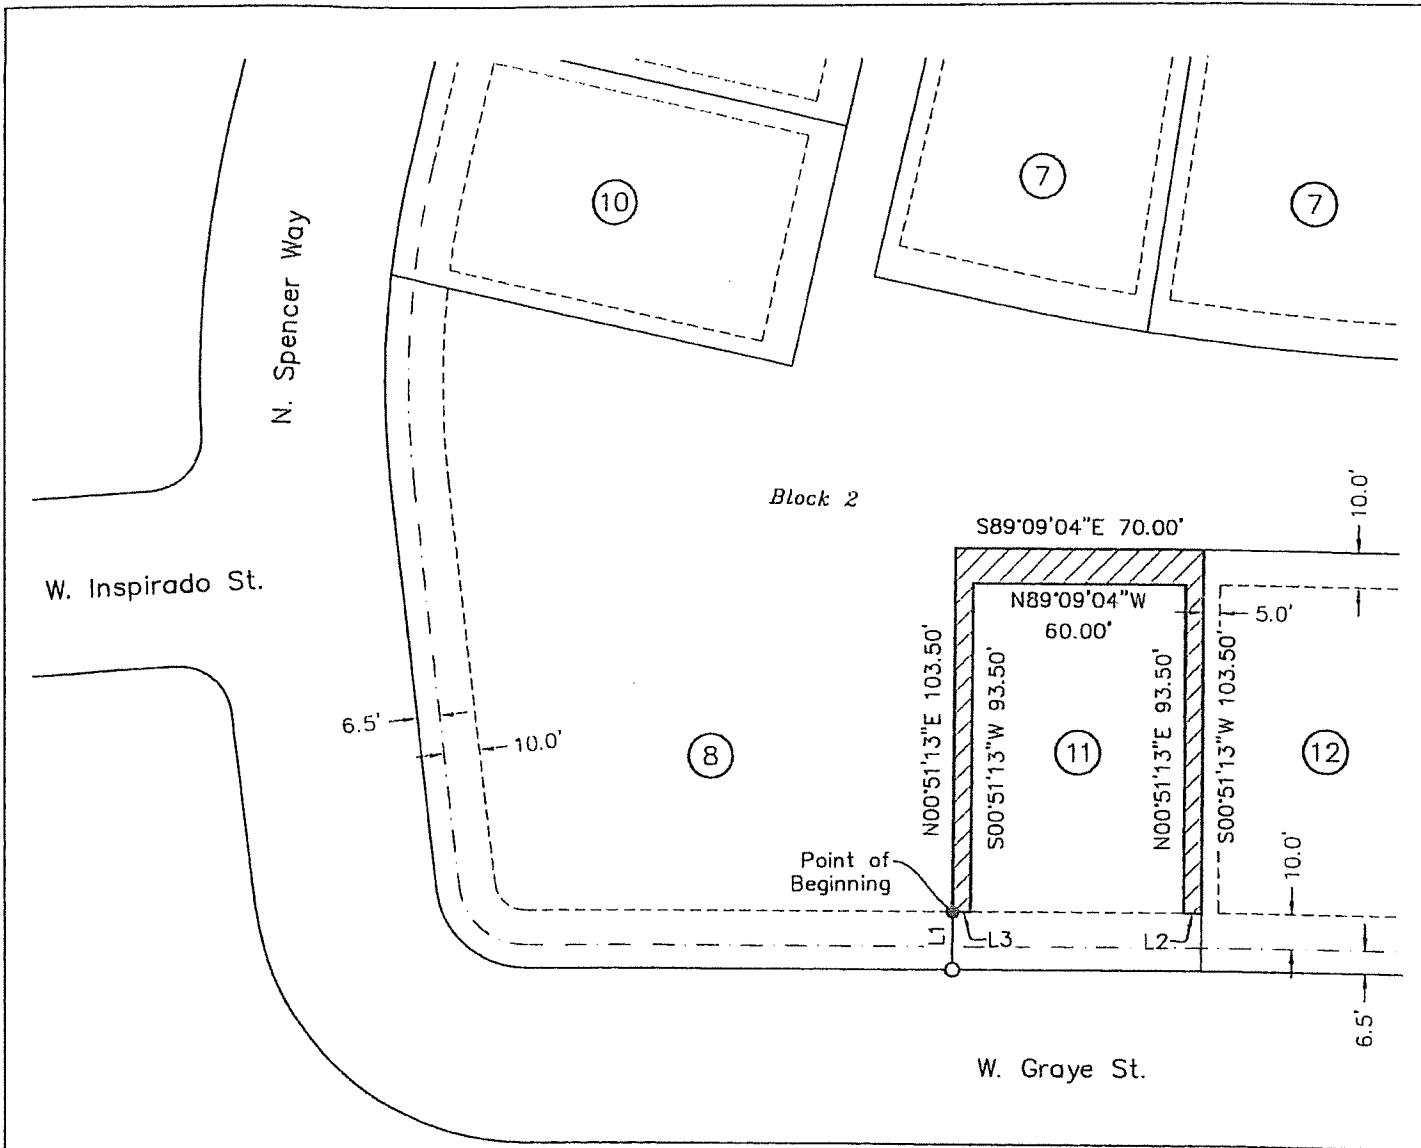 10
7
7
N. Spencer Way
Block 2
10.0'
S89°09'04"E 70.00'
W. Inspirado St.
N89°09'04"W
60.00'
5.0'
N00°51'13"E 103.50'
S00°51'13"W 93.50'
N00°51'13"E 93.50'
S00°51'13"W 103.50'
6.5'
10.0'
8
11
12
Point of
Beginning
10.0'
L1
L3
L2
6.5'
W. Graye St.